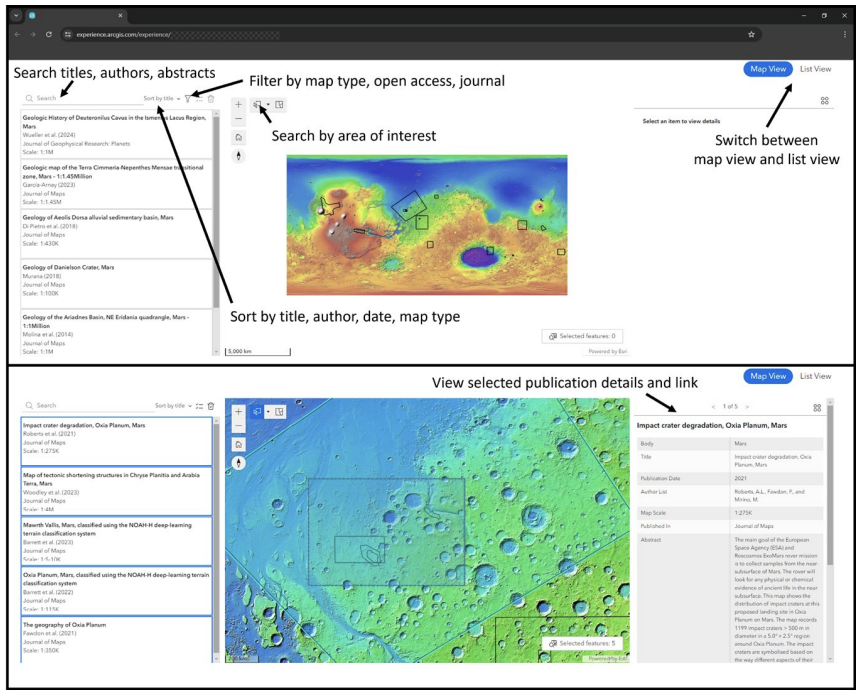 experience.arcgis.com/experience/
Map View List View
Search titles, authors, abstracts
Filter by map type, open access, journal
Search
Sort by title
Select an item to view details
Search by area of interest
Switch between
map view and list view
Geologic History of Deuteronilus Cavus in the Ismenius Lacus Region,
Mars
Wueller et al. (2024)
Journal of Geophysical Research: Planets
Scale: 1:1M
Geologic map of the Terra Cimmeria-Nepenthes Mensae transitional
zone, Mars - 1:1.45Million
García-Arnay (2023)
Journal of Maps
Scale: 1:1.45M
Geology of Aeolis Dorsa alluvial sedimentary basin, Mars
Di Pietro et al. (2018)
Journal of Maps
Scale: 1:430K
Geology of Danielson Crater, Mars
Murana (2018)
Journal of Maps
Scale: 1:100K
Geology of the Ariadnes Basin, NE Eridania quadrangle, Mars -
1:1Million
Molina et al. (2014)
Journal of Maps
Scale: 1:1M
Sort by title, author, date, map type
Selected features: 0
5,000 km
Powered by Esri
Map View List View
View selected publication details and link
Search
Sort by title
< 1 of 5 >
Impact crater degradation, Oxia Planum, Mars
Roberts et al. (2021)
Journal of Maps
Scale: 1:275K
Map of tectonic shortening structures in Chryse Planitia and Arabia
Terra, Mars
Woodley et al. (2023)
Journal of Maps
Scale: 1:4M
Mawrth Vallis, Mars, classified using the NOAH-H deep-learning
terrain classification system
Barrett et al. (2023)
Journal of Maps
Scale: 1:5-10K
Oxia Planum, Mars, classified using the NOAH-H deep-learning terrain
classification system
Barrett et al. (2022)
Journal of Maps
Scale: 1:115K
The geography of Oxia Planum
Fawdon et al. (2021)
Journal of Maps
Scale: 1:350K
Selected features: 5
Powered by Esri
Impact crater degradation, Oxia Planum, Mars
Body Mars
Title Impact crater degradation, Oxia
Planum, Mars
Publication Date 2021
Author List Roberts, A.L., Fawdon, P., and
Mirino, M.
Map Scale 1:275K
Published In Journal of Maps
Abstract The main goal of the European
Space Agency (ESA) and
Roscosmos ExoMars rover mission
is to collect samples from the near
subsurface of Mars. The rover will
look for any physical or chemical
evidence of ancient life in the near
subsurface. This map shows the
distribution of impact craters at this
proposed landing site in Oxia
Planum on Mars. The map records
1199 impact craters > 500 m in
diameter in a 5.0° × 2.5° region
around Oxia Planum. The impact
craters are symbolised based on
the way different aspects of their